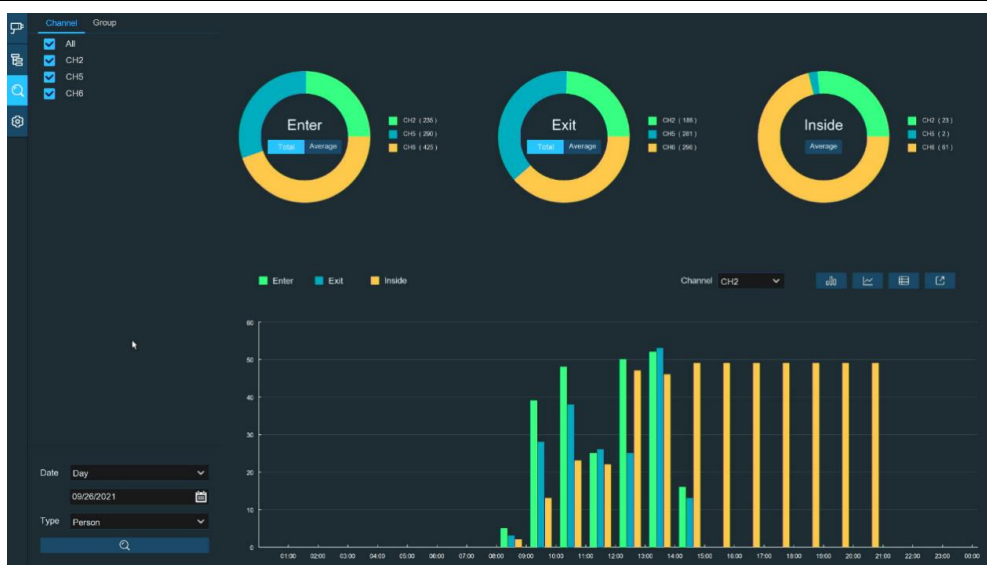 Channel Group
All
CH2
CH5
CH6
Enter
Total Average
CH2 ( 235 )
CH5 ( 290 )
CH6 ( 425 )
Exit
Total Average
CH2 ( 186 )
CH5 ( 281 )
CH6 ( 296 )
Inside
Average
CH2 ( 23 )
CH5 ( 2 )
CH6 ( 61 )
Enter Exit Inside
Channel CH2
60
50
40
30
20
10
0
01:00 02:00 03:00 04:00 05:00 06:00 07:00 08:00 09:00 10:00 11:00 12:00 13:00 14:00 15:00 16:00 17:00 18:00 19:00 20:00 21:00 22:00 23:00 00:00
Date Day
09/26/2021
Type Person